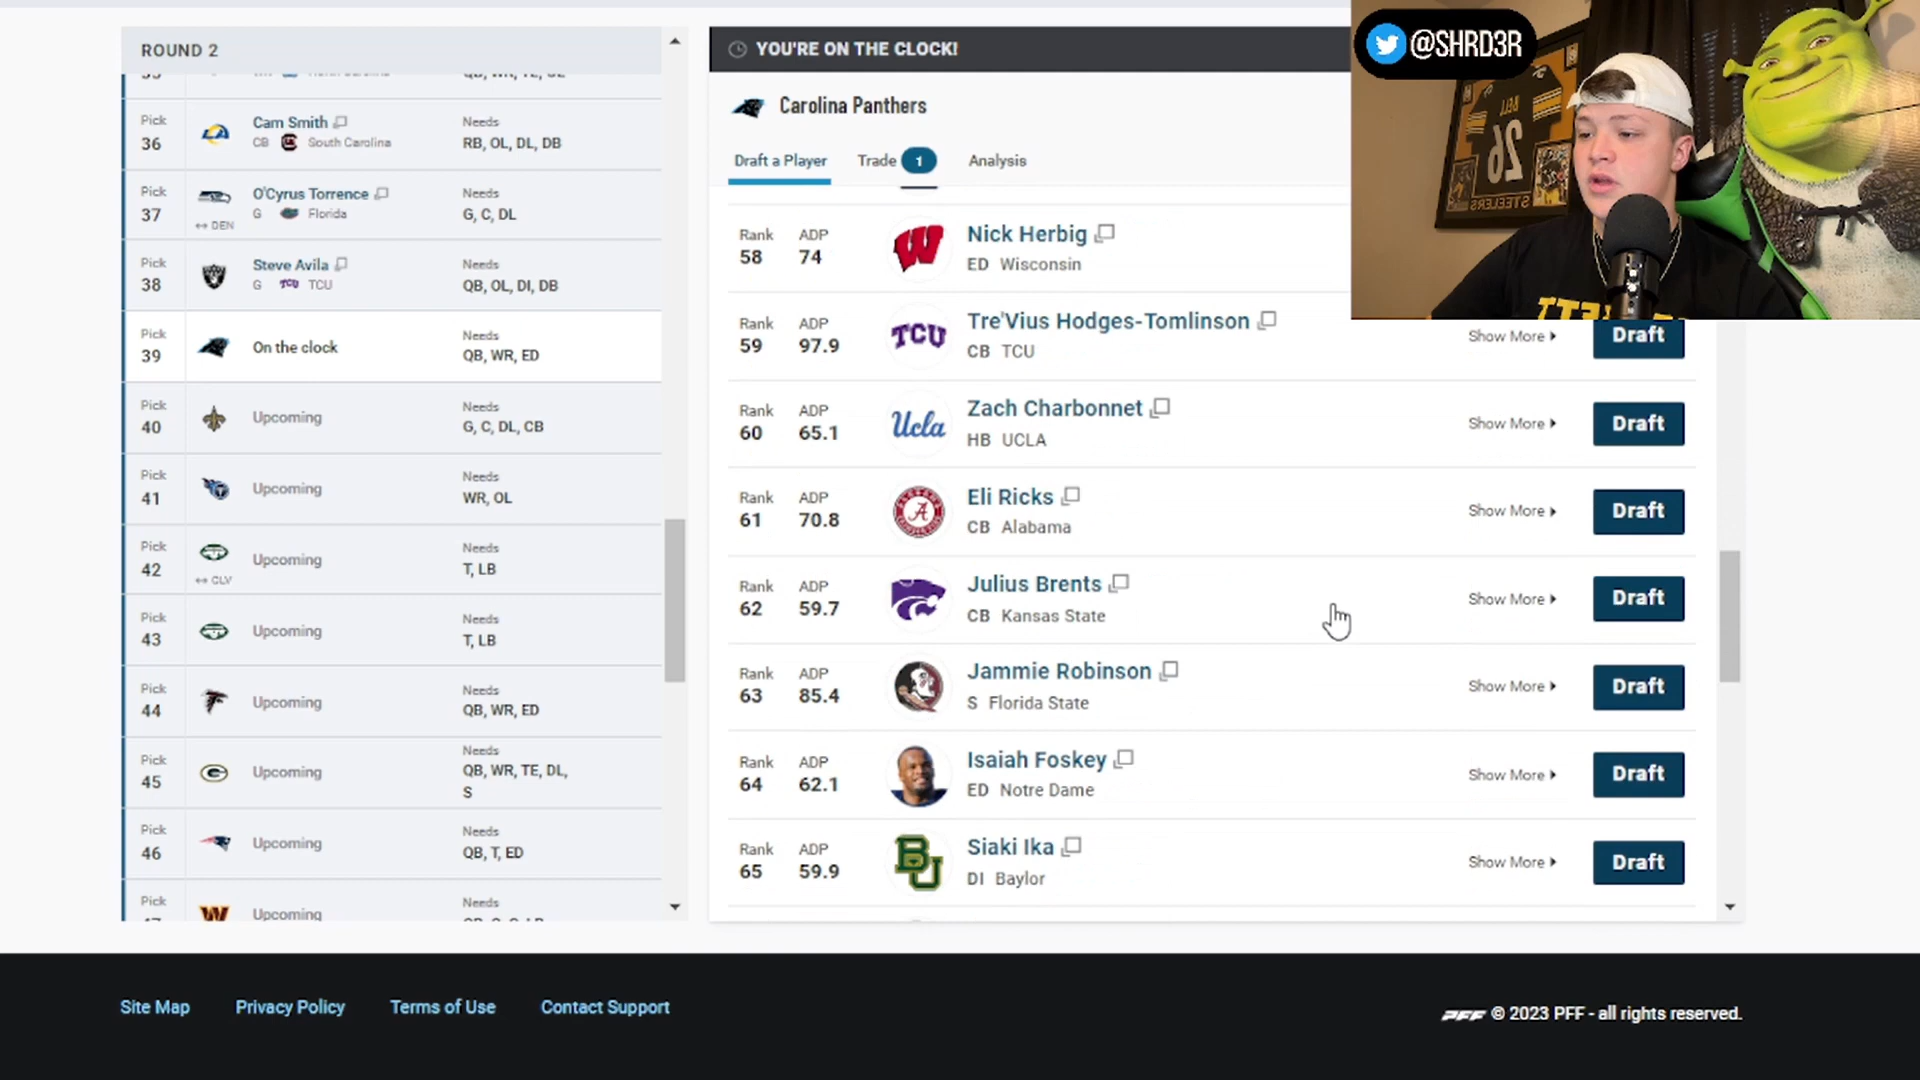 ROUND 2
Pick
36
Cam Smith
CB South Carolina
Needs
RB, OL, DL, DB
Pick
37
↔ DEN
O'Cyrus Torrence
G Florida
Needs
G, C, DL
Pick
38
Steve Avila
G TCU TCU
Needs
QB, OL, DI, DB
Pick
39
On the clock
Needs
QB, WR, ED
Pick
40
Upcoming
Needs
G, C, DL, CB
Pick
41
Upcoming
Needs
WR, OL
Pick
42
↔ CLV
Upcoming
Needs
T, LB
Pick
43
Upcoming
Needs
T, LB
Pick
44
Upcoming
Needs
QB, WR, ED
Pick
45
Upcoming
Needs
QB, WR, TE, DL,
S
Pick
46
Upcoming
Needs
QB, T, ED
Pick
W
Upcoming
Needs
YOU'RE ON THE CLOCK!
Carolina Panthers
Draft a Player Trade 1 Analysis
Rank ADP
58 74
W
Nick Herbig
ED Wisconsin
Rank ADP
59 97.9
TCU
Tre'Vius Hodges-Tomlinson
CB TCU
Show More Draft
Rank ADP
60 65.1
Ucla
Zach Charbonnet
HB UCLA
Show More Draft
Rank ADP
61 70.8
A
Eli Ricks
CB Alabama
Show More Draft
Rank ADP
62 59.7
Julius Brents
CB Kansas State
Show More Draft
Rank ADP
63 85.4
Jammie Robinson
S Florida State
Show More Draft
Rank ADP
64 62.1
Isaiah Foskey
ED Notre Dame
Show More Draft
Rank ADP
65 59.9
BU
Siaki Ika
DI Baylor
Show More Draft
@SHRD3R
BELL
26
STEELERS
Site Map Privacy Policy Terms of Use Contact Support
PFF © 2023 PFF - all rights reserved.